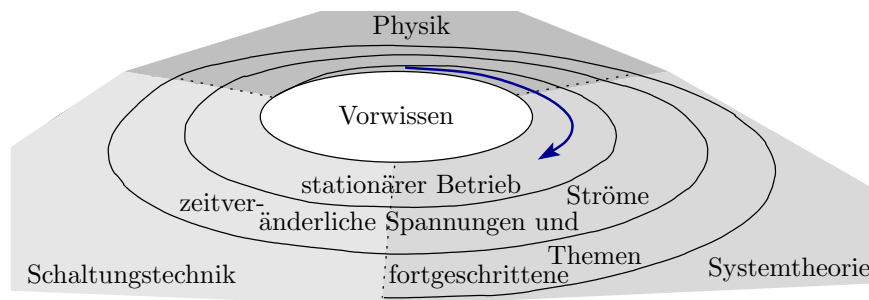 Physik
Vorwissen
stationärer Betrieb
zeitver-
änderliche Spannungen und
Ströme
fortgeschrittene
Themen
Schaltungstechnik
Systemtheorie